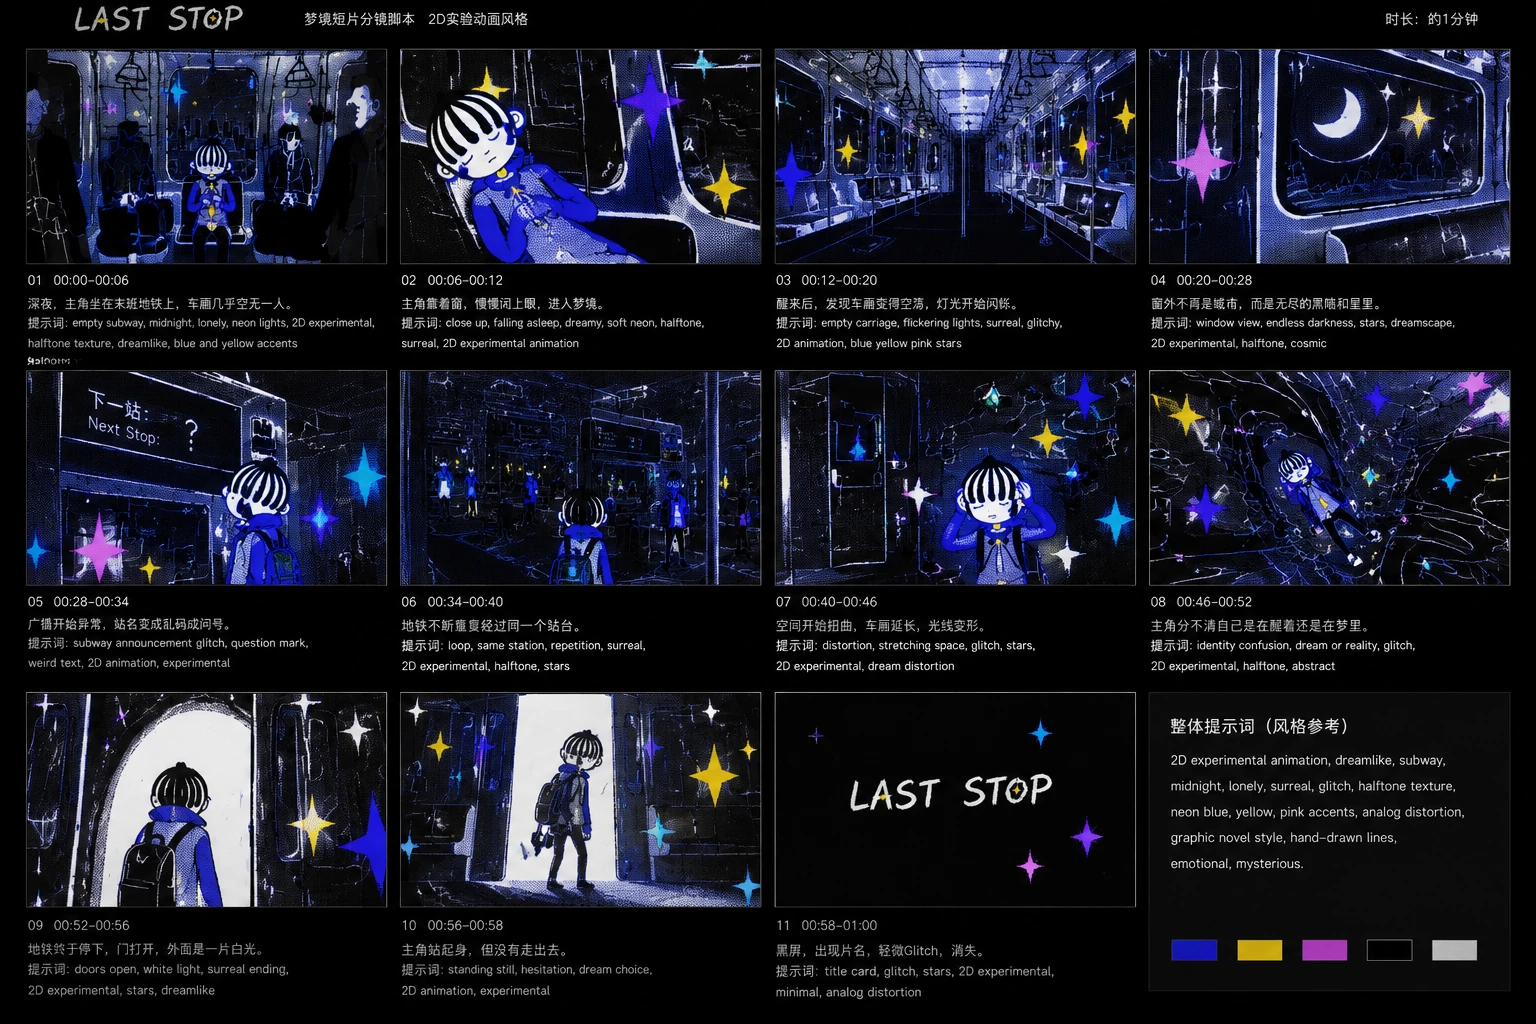 LAST STOP
梦境短片分镜脚本 2D实验动画风格
时长：约1分钟
01 00:00–00:06
深夜，主角坐在末班地铁上，车厢几乎空无一人。
提示词: empty subway, midnight, lonely, neon lights, 2D experimental,
halftone texture, dreamlike, blue and yellow accents
02 00:06–00:12
主角靠着窗，慢慢闭上眼，进入梦境。
提示词: close up, falling asleep, dreamy, soft neon, halftone,
surreal, 2D experimental animation
03 00:12–00:20
醒来后，发现车厢变得空荡，灯光开始闪烁。
提示词: empty carriage, flickering lights, surreal, glitchy,
2D animation, blue yellow pink stars
04 00:20–00:28
窗外不再是城市，而是无尽的黑暗和星星。
提示词: window view, endless darkness, stars, dreamscape,
2D experimental, halftone, cosmic
下一站:
Next Stop: ?
05 00:28–00:34
广播开始异常，站名变成乱码或问号。
提示词: subway announcement glitch, question mark,
weird text, 2D animation, experimental
06 00:34–00:40
地铁不断重复经过同一个站台。
提示词: loop, same station, repetition, surreal,
2D experimental, halftone, stars
07 00:40–00:46
空间开始扭曲，车厢延长，光线变形。
提示词: distortion, stretching space, glitch, stars,
2D experimental, dream distortion
08 00:46–00:52
主角分不清自己是在醒着还是在梦里。
提示词: identity confusion, dream or reality, glitch,
2D experimental, halftone, abstract
09 00:52–00:56
地铁终于停下，门打开，外面是一片白光。
提示词: doors open, white light, surreal ending,
2D experimental, stars, dreamlike
10 00:56–00:58
主角站起身，但没有走出去。
提示词: standing still, hesitation, dream choice,
2D animation, experimental
LAST STOP
11 00:58–01:00
黑屏，出现片名，轻微Glitch，消失。
提示词: title card, glitch, stars, 2D experimental,
minimal, analog distortion
整体提示词（风格参考）
2D experimental animation, dreamlike, subway,
midnight, lonely, surreal, glitch, halftone texture,
neon blue, yellow, pink accents, analog distortion,
graphic novel style, hand-drawn lines,
emotional, mysterious.